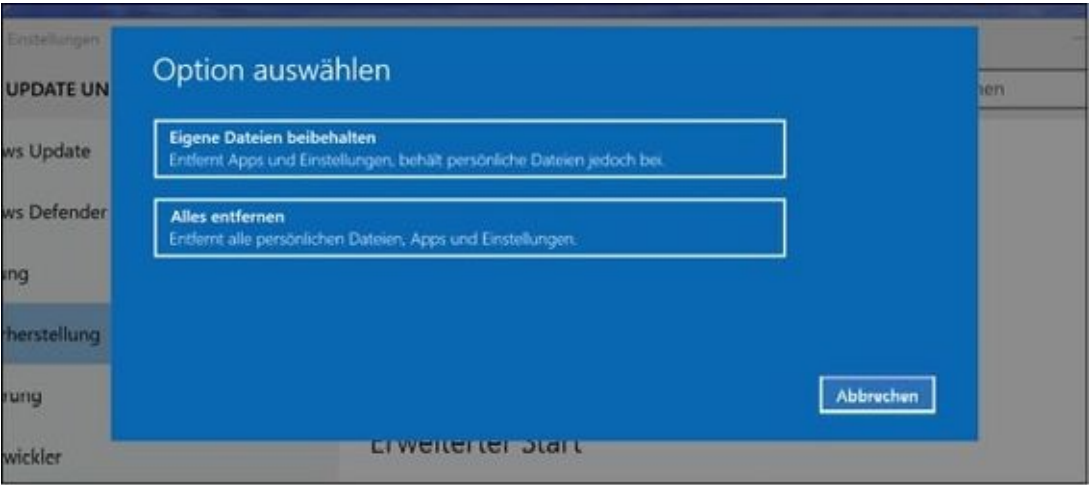 Einstellungen
UPDATE UN
Option auswählen
Eigene Dateien beibehalten
Entfernt Apps und Einstellungen, behält persönliche Dateien jedoch bei.
Alles entfernen
Entfernt alle persönlichen Dateien, Apps und Einstellungen.
Abbrechen
ws Update
ws Defender
ung
rherstellung
rung
wickler
Erweiterter Start